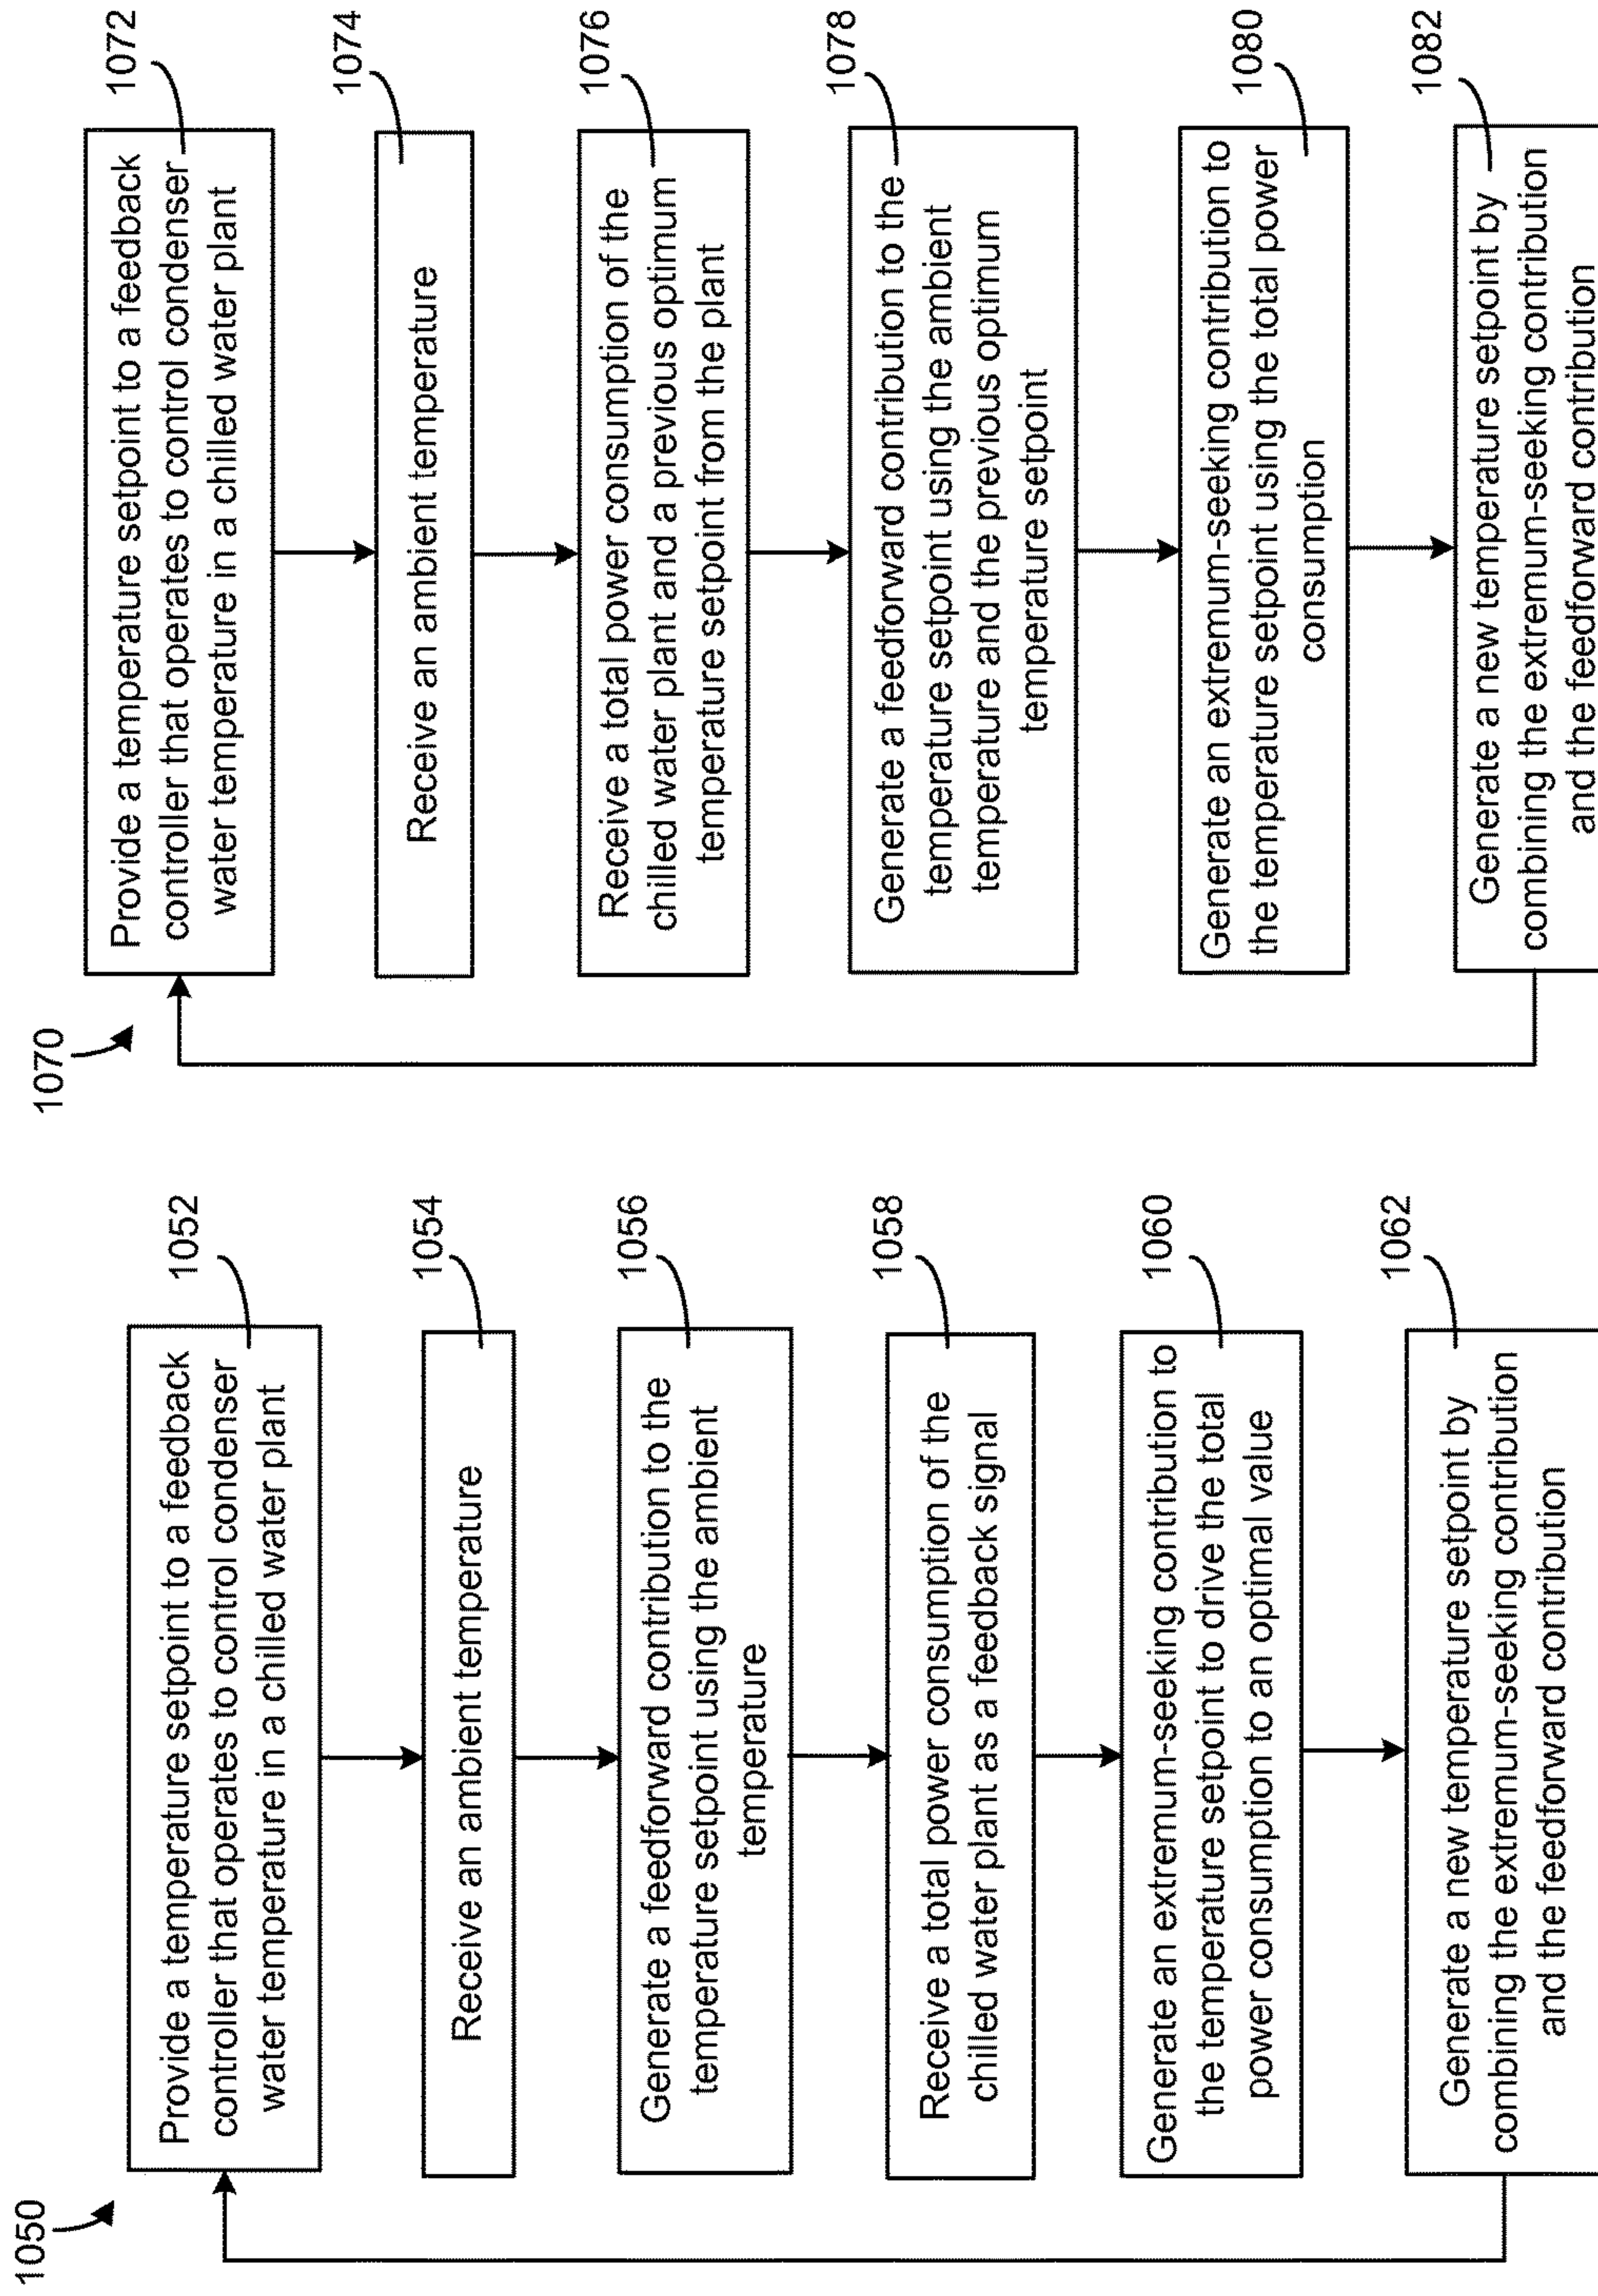 1050
Provide a temperature setpoint to a feedback
controller that operates to control condenser
water temperature in a chilled water plant
1052
Receive an ambient temperature
1054
Generate a feedforward contribution to the
temperature setpoint using the ambient
temperature
1056
Receive a total power consumption of the
chilled water plant as a feedback signal
1058
Generate an extremum-seeking contribution to
the temperature setpoint to drive the total
power consumption to an optimal value
1060
Generate a new temperature setpoint by
combining the extremum-seeking contribution
and the feedforward contribution
1062
1070
Provide a temperature setpoint to a feedback
controller that operates to control condenser
water temperature in a chilled water plant
1072
Receive an ambient temperature
1074
Receive a total power consumption of the
chilled water plant and a previous optimum
temperature setpoint from the plant
1076
Generate a feedforward contribution to the
temperature setpoint using the ambient
temperature and the previous optimum
temperature setpoint
1078
Generate an extremum-seeking contribution to
the temperature setpoint using the total power
consumption
1080
Generate a new temperature setpoint by
combining the extremum-seeking contribution
and the feedforward contribution
1082